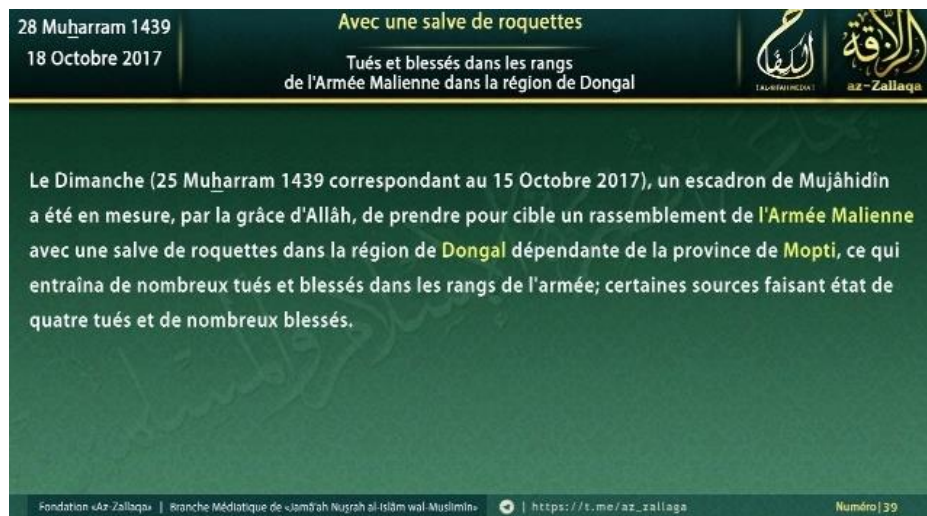 28 Muharram 1439
18 Octobre 2017
Avec une salve de roquettes
Tués et blessés dans les rangs
de l'Armée Malienne dans la région de Dongal
[AL-KIFAH MEDIA]
الزلاقة
az-Zallaqa
Le Dimanche (25 Muharram 1439 correspondant au 15 Octobre 2017), un escadron de Mujâhidîn
a été en mesure, par la grâce d'Allâh, de prendre pour cible un rassemblement de l'Armée Malienne
avec une salve de roquettes dans la région de Dongal dépendante de la province de Mopti, ce qui
entraîna de nombreux tués et blessés dans les rangs de l'armée; certaines sources faisant état de
quatre tués et de nombreux blessés.
Fondation «Az-Zallaqa» | Branche Médiatique de «Jamâ'ah Nuṣrah al-Islâm wal-Muslimîn» | https://t.me/az_zallaga Numéro|39